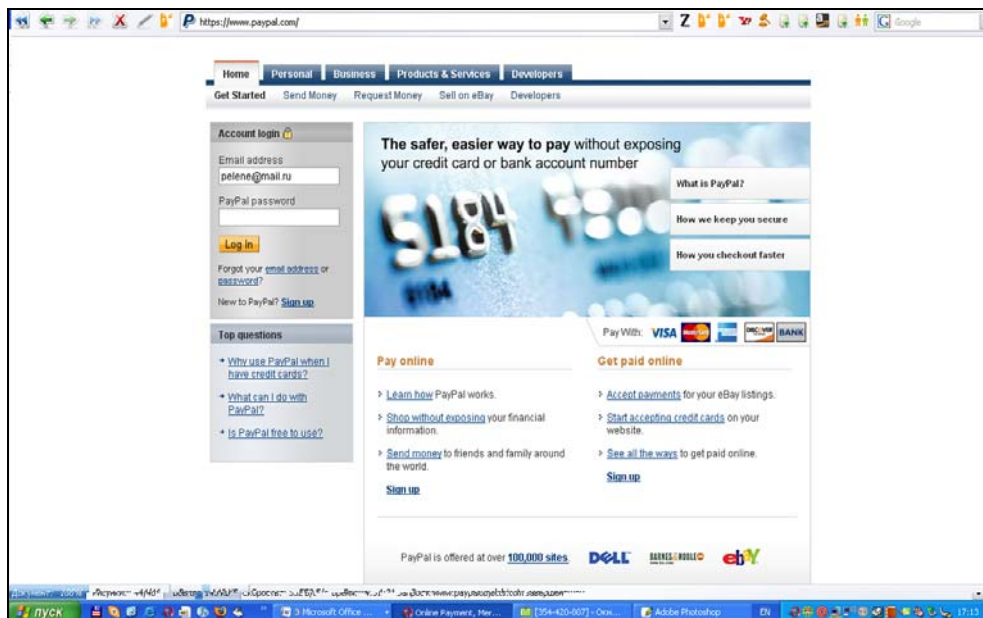 https://www.paypal.com/
Google
Home Personal Business Products & Services Developers
Get Started Send Money Request Money Sell on eBay Developers
Account login
Email address
pelene@mail.ru
PayPal password
Log in
Forgot your email address or
password?
New to PayPal? Sign up.
Top questions
Why use PayPal when I
have credit cards?
What can I do with
PayPal?
Is PayPal free to use?
The safer, easier way to pay without exposing
your credit card or bank account
number
5184
5184
What is PayPal?
How we keep you secure
How you checkout faster
Pay With: VISA MasterCard DISCOVER BANK
Pay online
Learn how PayPal works.
Shop without exposing your financial
information.
Send money to friends and family around
the world.
Sign up
Get paid online
Accept payments for your eBay listings.
Start accepting credit cards on your
website.
See all the ways to get paid online.
Sign up
PayPal is offered at over 100,000 sites. DELL BARNES & NOBLE ebY
пуск 3 Microsoft Office ... Online Payment, Mer... [354-420-607] - Окн... Adobe Photoshop EN 17:13